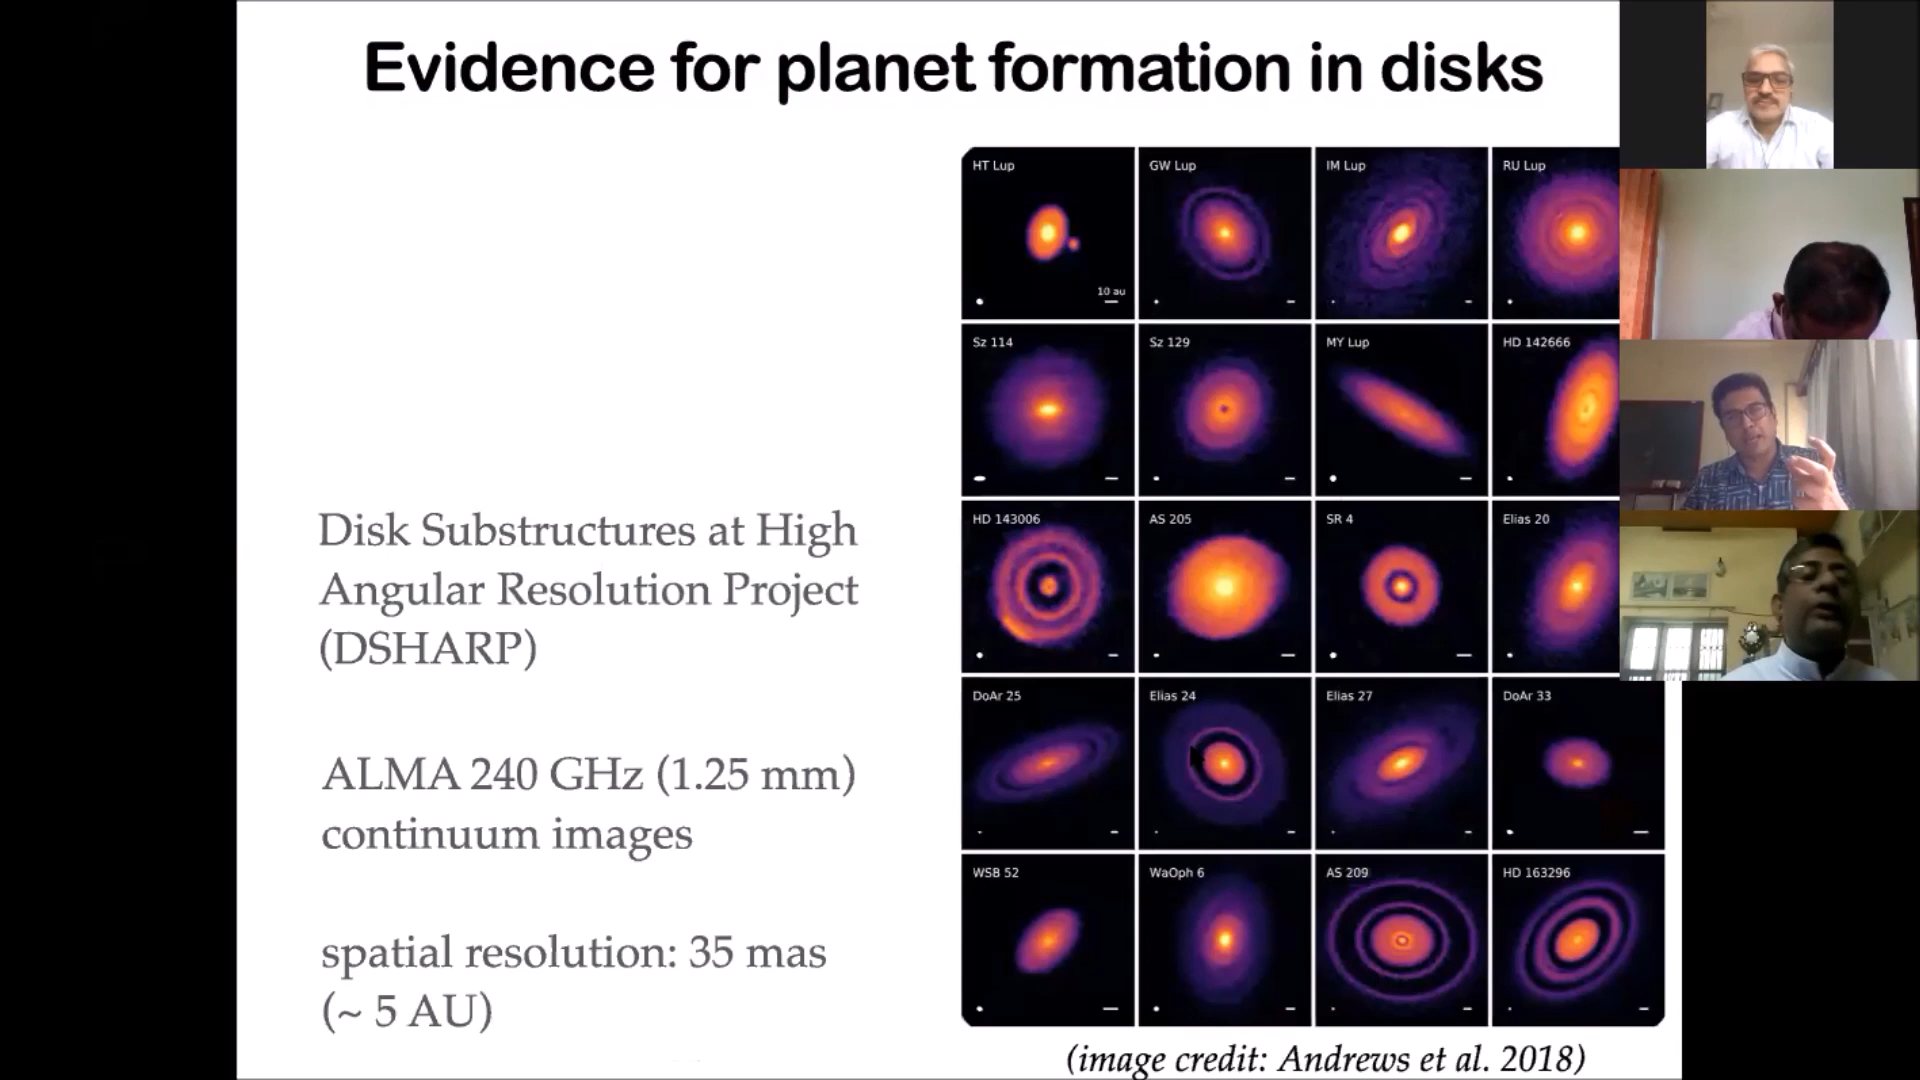 Evidence for planet formation in disks
HT Lup
GW Lup
IM Lup
RU Lup
10 au
Sz 114
Sz 129
MY Lup
HD 142666
HD 143006
AS 205
SR 4
Elias 20
DoAr 25
Elias 24
Elias 27
DoAr 33
WSB 52
WaOph 6
AS 209
HD 163296
Disk Substructures at High
Angular Resolution Project
(DSHARP)
ALMA 240 GHz (1.25 mm)
continuum images
spatial resolution: 35 mas
(~ 5 AU)
(image credit: Andrews et al. 2018)